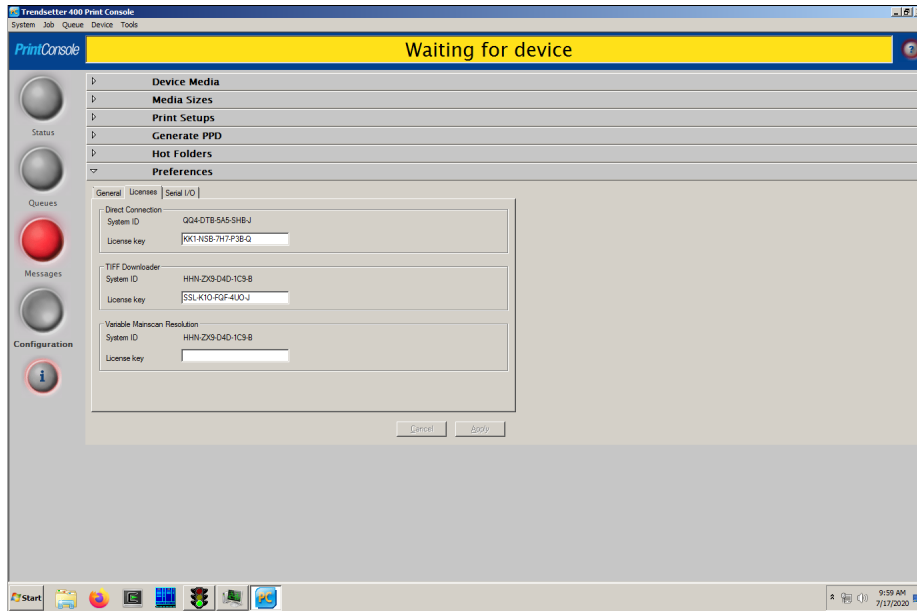 Trendsetter 400 Print Console
System Job Queue Device Tools
PrintConsole
Waiting for device
?
Device Media
Media Sizes
Print Setups
Generate PPD
Hot Folders
Preferences
Status
Queues
Messages
Configuration
i
General Licenses Serial I/O
Direct Connection
System ID QQ4-DTB-5A5-SHB-J
License key KK1-NSB-7H7-P3B-Q
TIFF Downloader
System ID HHN-ZX9-D4D-1C9-B
License key SSL-K1O-FQF-4UO-J
Variable Mainscan Resolution
System ID HHN-ZX9-D4D-1C9-B
License key
Cancel Apply
Start
PC
9:59 AM
7/17/2020